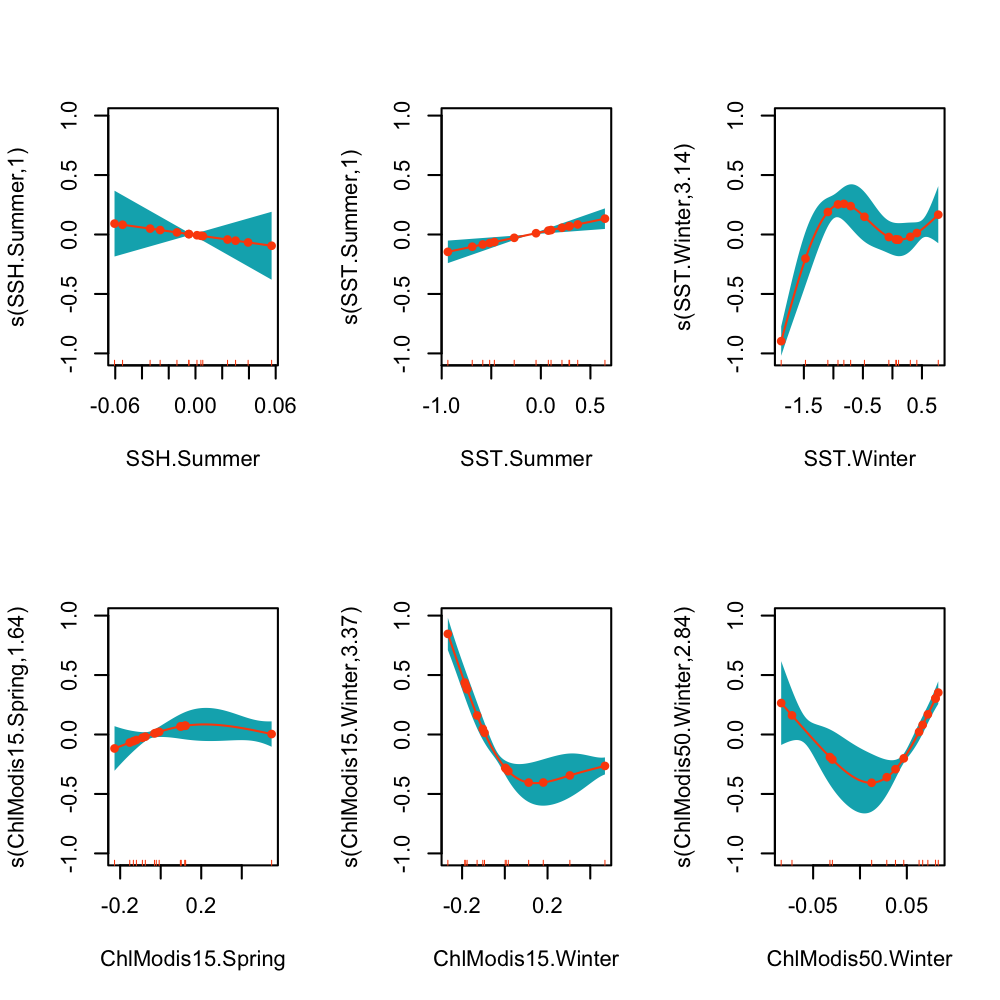 s(SSH.Summer,1)
1.0
0.5
0.0
-0.5
-1.0
-0.06 0.00 0.06
SSH.Summer
s(SST.Summer,1)
1.0
0.5
0.0
-0.5
-1.0
-1.0 0.0 0.5
SST.Summer
s(SST.Winter,3.14)
1.0
0.5
0.0
-0.5
-1.0
-1.5 -0.5 0.5
SST.Winter
s(ChlModis15.Spring,1.64)
1.0
0.5
0.0
-0.5
-1.0
-0.2 0.2
ChlModis15.Spring
s(ChlModis15.Winter,3.37)
1.0
0.5
0.0
-0.5
-1.0
-0.2 0.2
ChlModis15.Winter
s(ChlModis50.Winter,2.84)
1.0
0.5
0.0
-0.5
-1.0
-0.05 0.05
ChlModis50.Winter